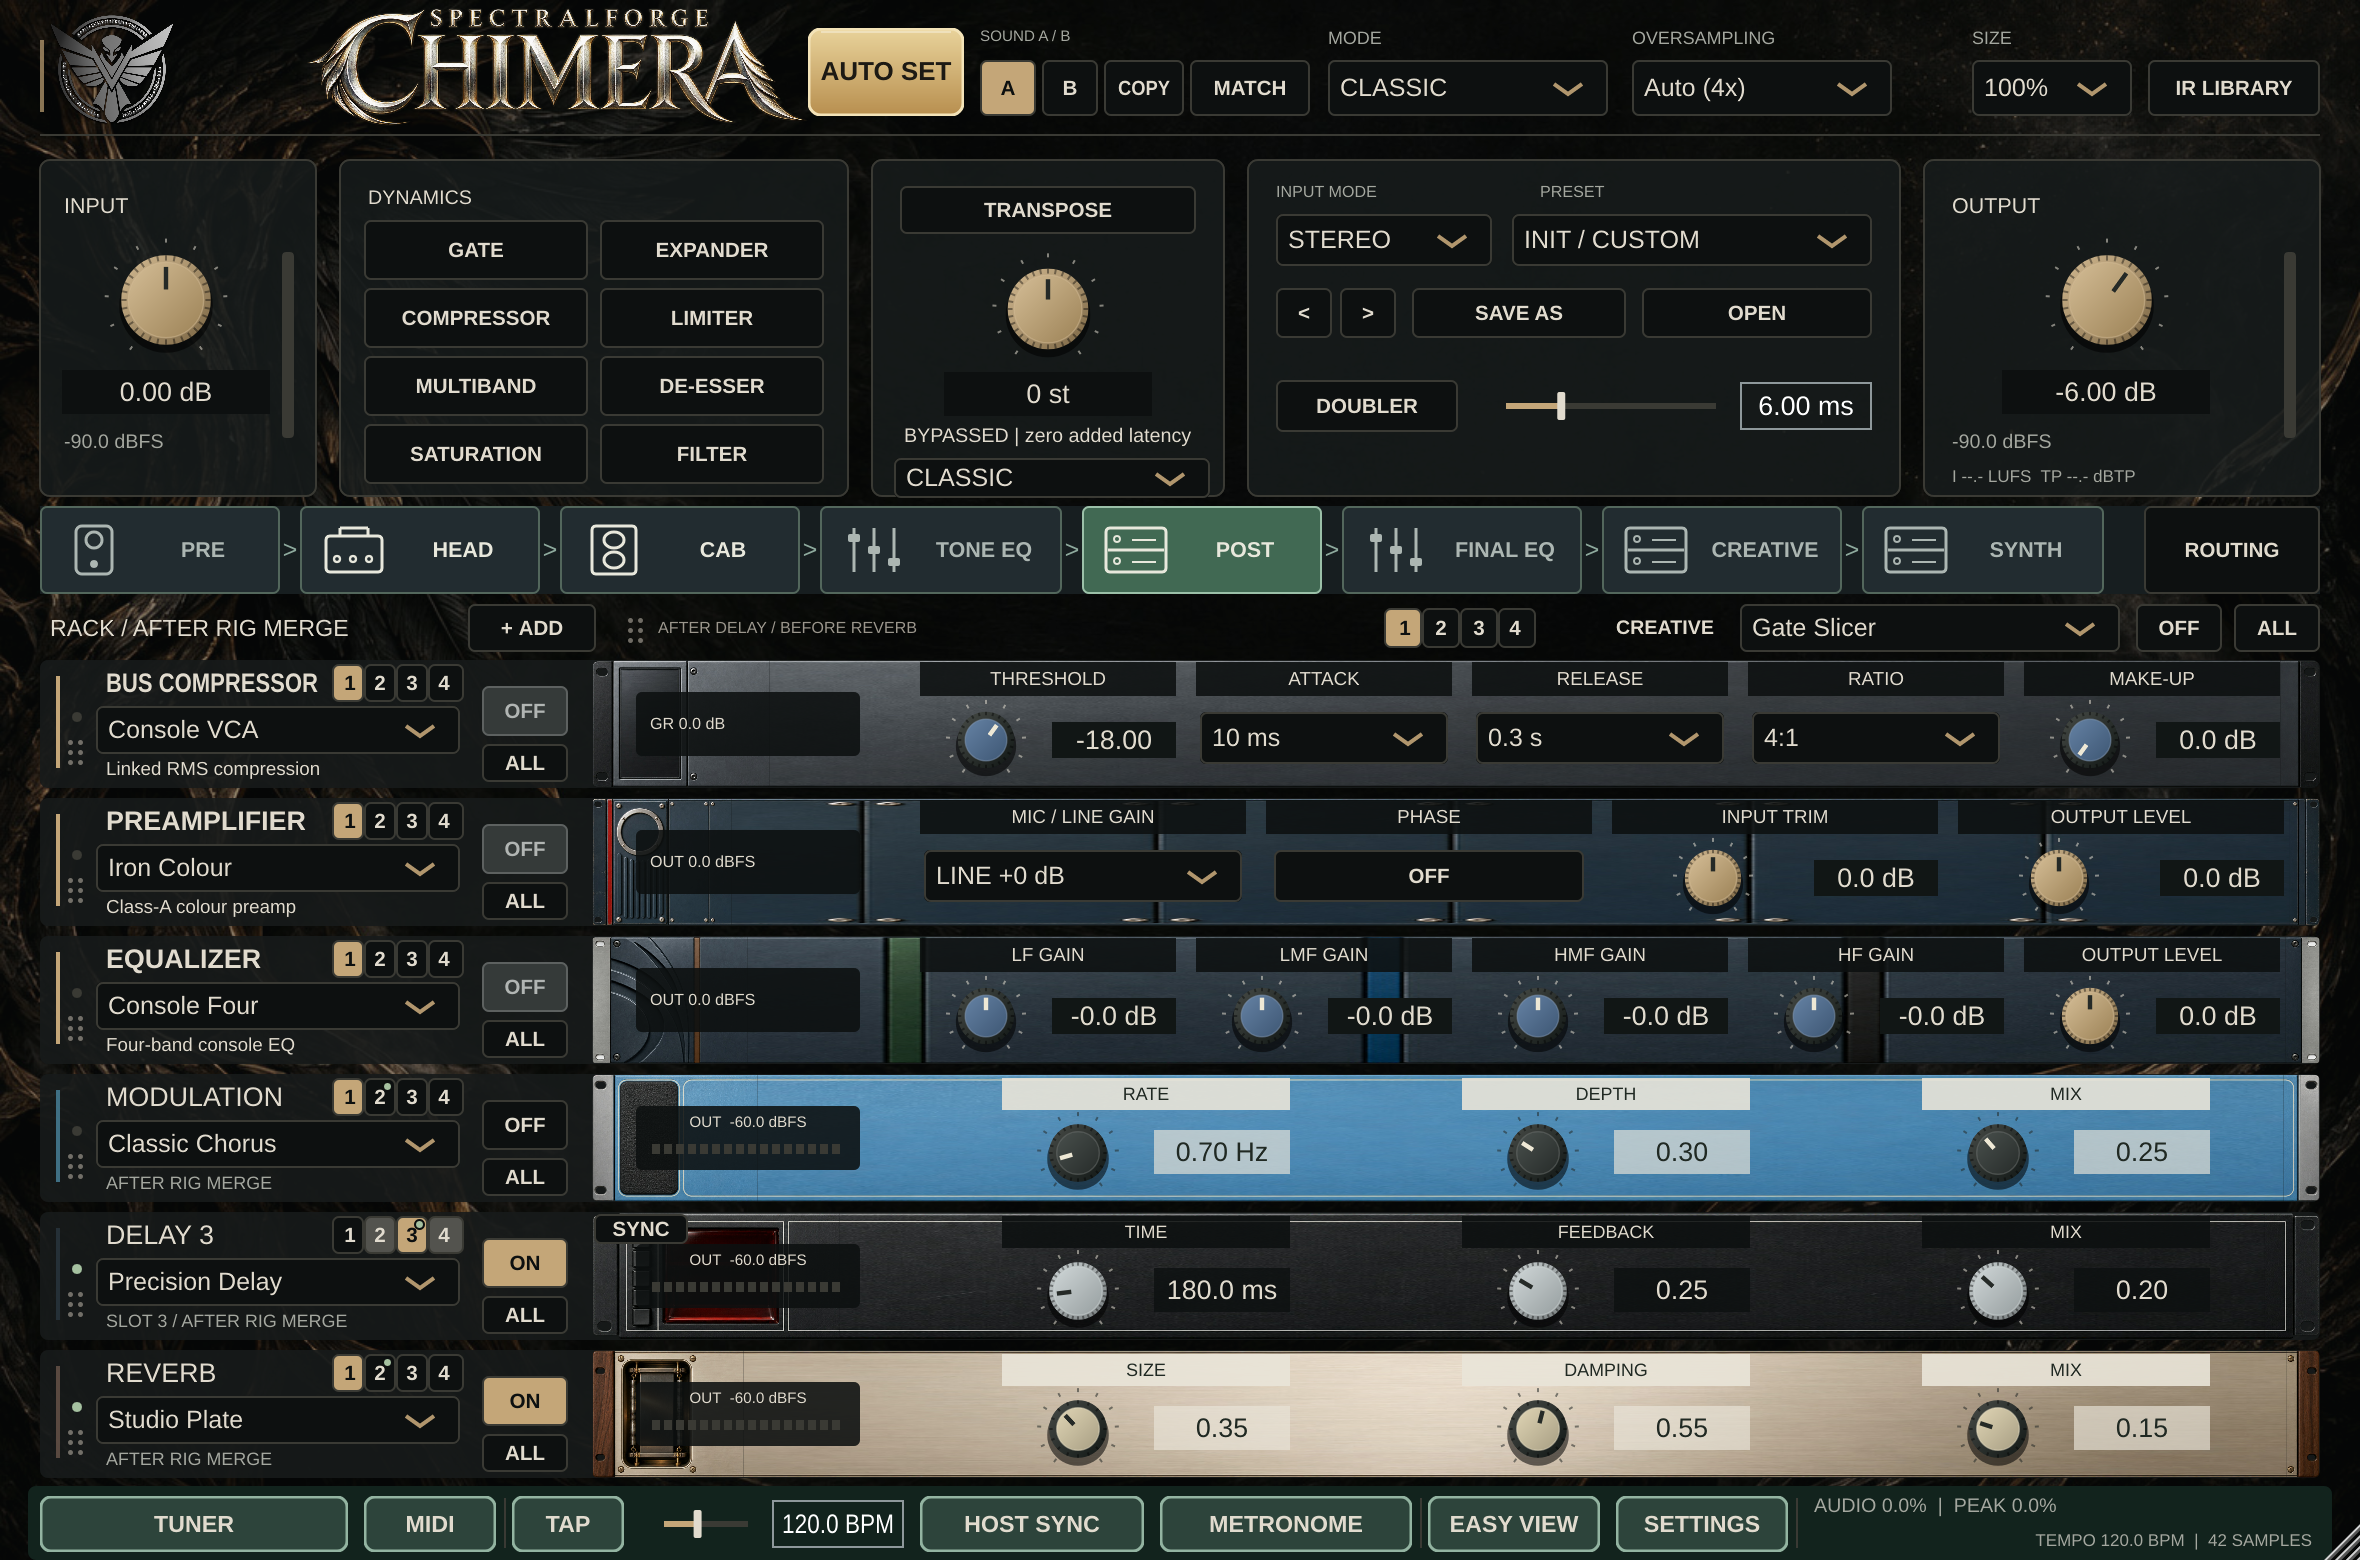 SPECTRALFORGE
CHIMERA
AUTO SET
SOUND A / B
A
B
COPY
MATCH
MODE
CLASSIC
OVERSAMPLING
Auto (4x)
SIZE
100%
IR LIBRARY
INPUT
0.00 dB
-90.0 dBFS
DYNAMICS
GATE
EXPANDER
COMPRESSOR
LIMITER
MULTIBAND
DE-ESSER
SATURATION
FILTER
TRANSPOSE
0 st
BYPASSED | zero added latency
CLASSIC
INPUT MODE
PRESET
STEREO
INIT / CUSTOM
<
>
SAVE AS
OPEN
DOUBLER
6.00 ms
OUTPUT
-6.00 dB
-90.0 dBFS
I --.- LUFS TP --.- dBTP
PRE
>
HEAD
>
CAB
>
TONE EQ
>
POST
>
FINAL EQ
>
CREATIVE
>
SYNTH
ROUTING
RACK / AFTER RIG MERGE
+ ADD
AFTER DELAY / BEFORE REVERB
1 2 3 4
CREATIVE
Gate Slicer
OFF
ALL
BUS COMPRESSOR
1 2 3 4
Console VCA
Linked RMS compression
OFF
ALL
GR 0.0 dB
THRESHOLD
-18.00
ATTACK
10 ms
RELEASE
0.3 s
RATIO
4:1
MAKE-UP
0.0 dB
PREAMPLIFIER
1 2 3 4
Iron Colour
Class-A colour preamp
OFF
ALL
OUT 0.0 dBFS
MIC / LINE GAIN
LINE +0 dB
PHASE
OFF
INPUT TRIM
0.0 dB
OUTPUT LEVEL
0.0 dB
EQUALIZER
1 2 3 4
Console Four
Four-band console EQ
OFF
ALL
OUT 0.0 dBFS
LF GAIN
-0.0 dB
LMF GAIN
-0.0 dB
HMF GAIN
-0.0 dB
HF GAIN
-0.0 dB
OUTPUT LEVEL
0.0 dB
MODULATION
1 2 3 4
Classic Chorus
AFTER RIG MERGE
OFF
ALL
OUT -60.0 dBFS
RATE
0.70 Hz
DEPTH
0.30
MIX
0.25
DELAY 3
1 2 3 4
Precision Delay
SLOT 3 / AFTER RIG MERGE
ON
ALL
SYNC
OUT -60.0 dBFS
TIME
180.0 ms
FEEDBACK
0.25
MIX
0.20
REVERB
1 2 3 4
Studio Plate
AFTER RIG MERGE
ON
ALL
OUT -60.0 dBFS
SIZE
0.35
DAMPING
0.55
MIX
0.15
TUNER
MIDI
TAP
120.0 BPM
HOST SYNC
METRONOME
EASY VIEW
SETTINGS
AUDIO 0.0% | PEAK 0.0%
TEMPO 120.0 BPM | 42 SAMPLES